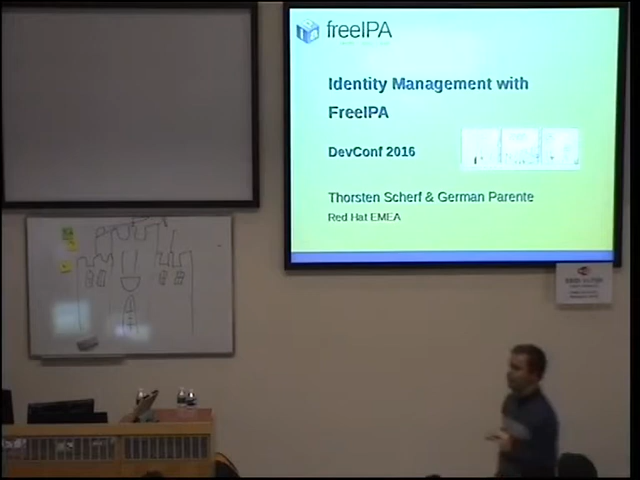 freeIPA
Identity Management with
FreeIPA
DevConf 2016
Thorsten Scherf & German Parente
Red Hat EMEA